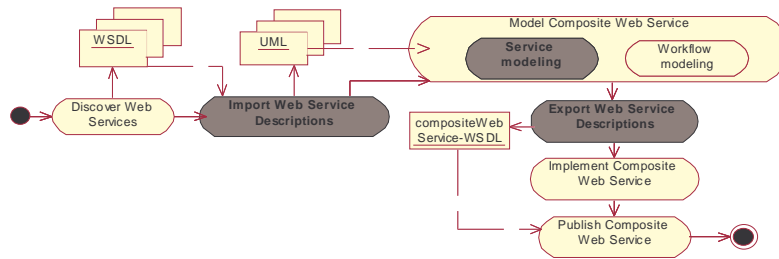 Model Composite Web Service
WSDL
UML
Service
modeling
Workflow
modeling
Discover Web
Services
Import Web Service
Descriptions
Export Web Service
Descriptions
compositeWeb
Service-WSDL
Implement Composite
Web Service
Publish Composite
Web Service